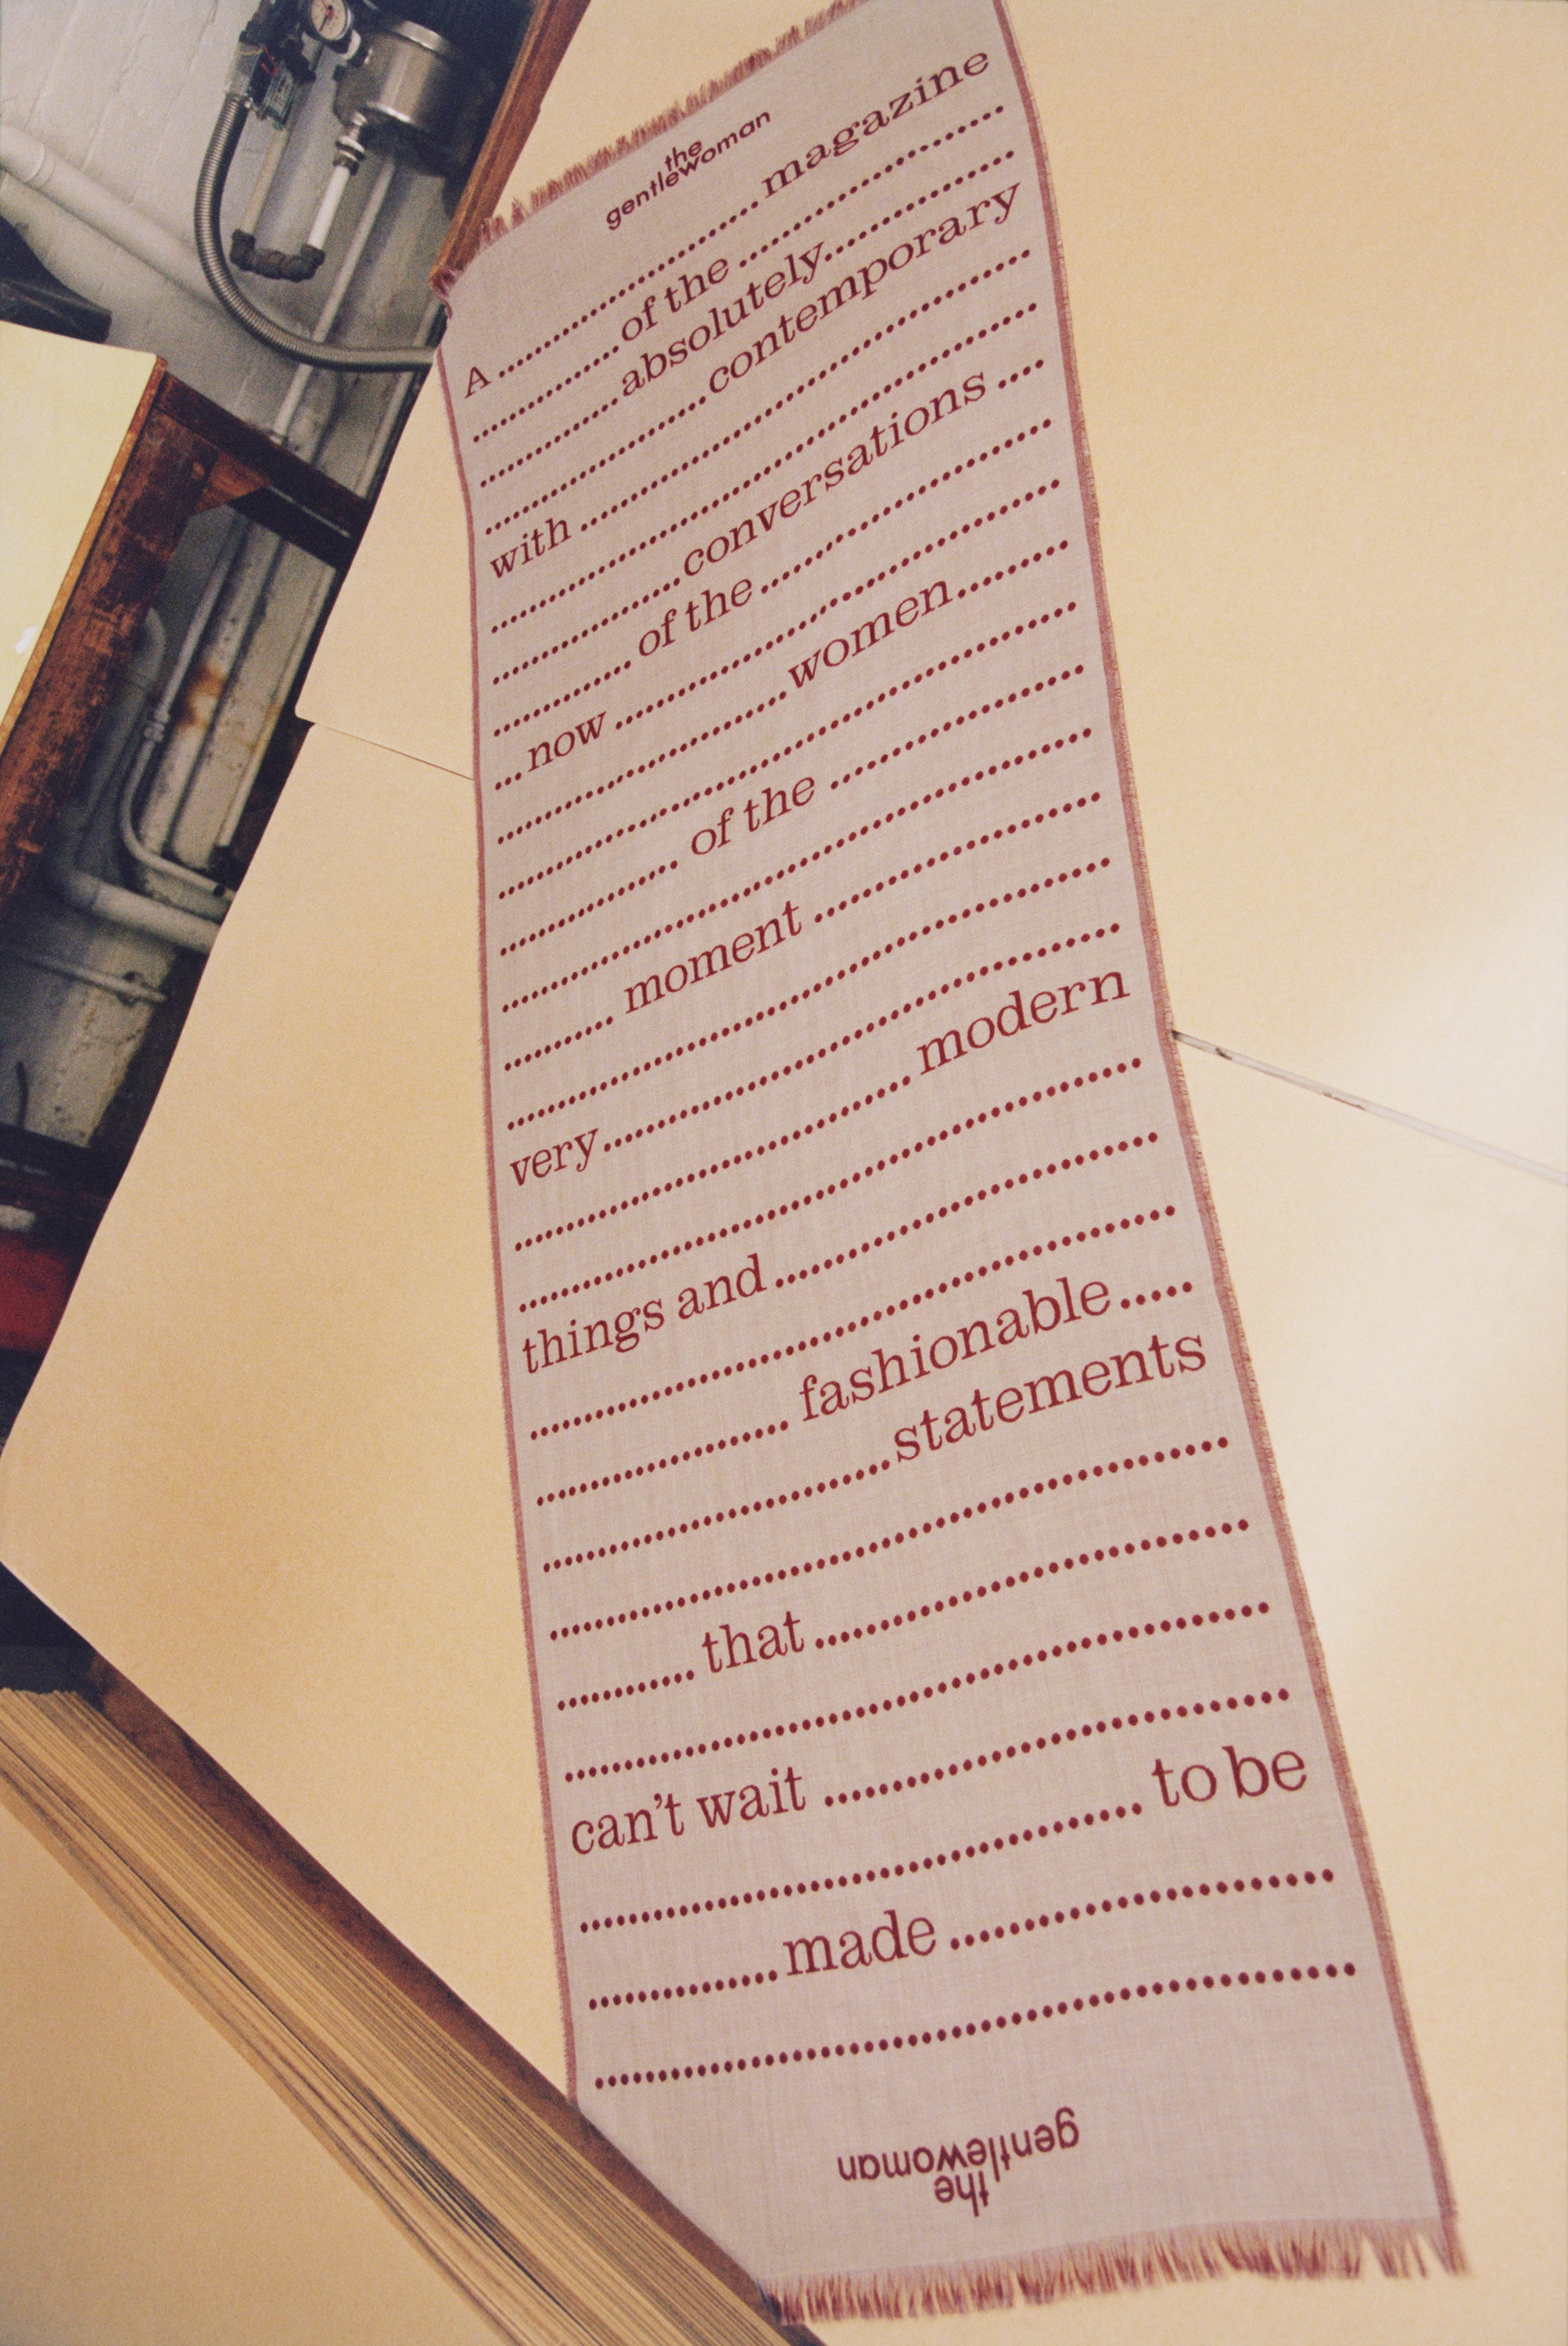 the
gentlewoman
A .......................... magazine
............... of the ..........................
.............. absolutely ...................
...................... contemporary
with .............................................
.......................................................
.................. conversations ....
.............. of the .............................
... now ...........................................
............................ women .........
.......................................................
................. of the .........................
.......................................................
........... moment ...........................
.......................................................
very ................................................
..................................... modern
.......................................................
things and .................................
.......................................................
....................... fashionable .....
............................... statements
.......................................................
............ that ................................
.......................................................
can't wait ..................................
......................................... to be
............... made ...........................
.......................................................
the
gentlewoman